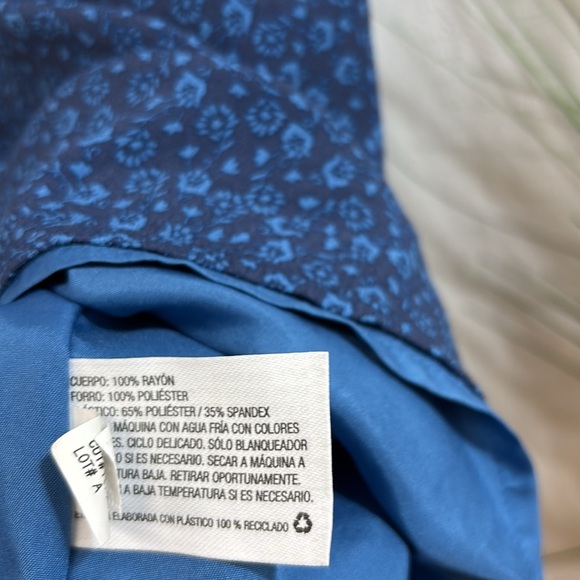 CUERPO: 100% RAYÓN
FORRO: 100% POLIÉSTER
65% POLIÉSTER / 35% SPANDEX
MÁQUINA CON AGUA FRÍA CON COLORES
CICLO DELICADO, SÓLO BLANQUEADOR
SI ES NECESARIO. SECAR A MÁQUINA A
BAJA. RETIRAR OPORTUNAMENTE.
A BAJA TEMPERATURA SI ES NECESARIO.
ELABORADA CON PLÁSTICO 100 % RECICLADO
CUT#
LOT# A